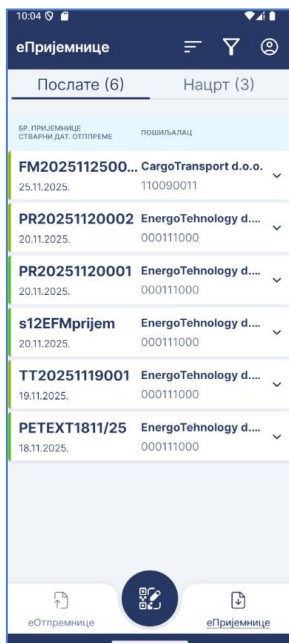 10:04
еПријемнице
Послате (6) Нацрт (3)
БР. ПРИЈЕМНИЦЕ ПОШИЉАЛАЦ
СТВАРНИ ДАТ. ОТПРЕМЕ
FM2025112500... CargoTransport d.o.o.
25.11.2025. 110090011
PR20251120002 EnergoTehnology d....
20.11.2025. 000111000
PR20251120001 EnergoTehnology d....
20.11.2025. 000111000
s12EFMprijem EnergoTehnology d....
20.11.2025. 000111000
TT20251119001 EnergoTehnology d....
19.11.2025. 000111000
PETEXT1811/25 EnergoTehnology d....
18.11.2025. 000111000
еОтпремнице еПријемнице